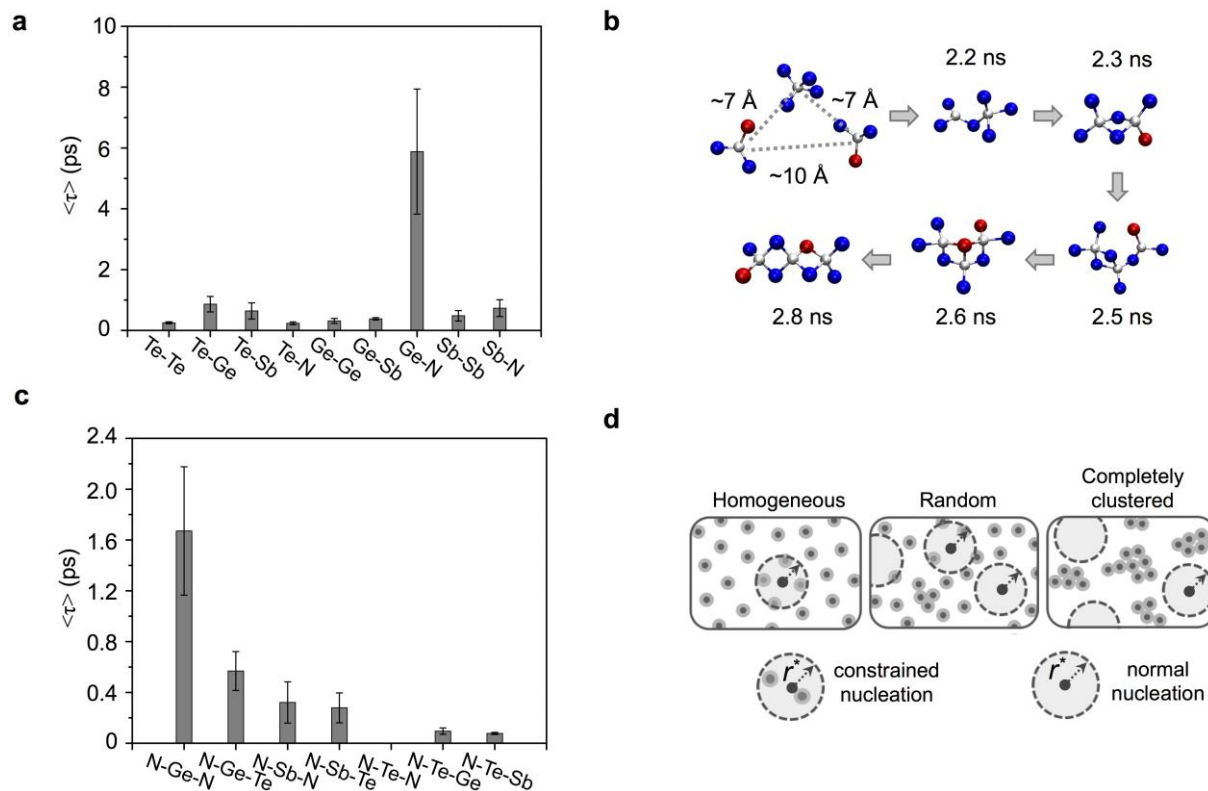 a
10
8
6
4
2
0
<τ> (ps)
Te-Te
Te-Ge
Te-Sb
Te-N
Ge-Ge
Ge-Sb
Ge-N
Sb-Sb
Sb-N
b
2.2 ns
2.3 ns
~7 Å
~7 Å
~10 Å
2.8 ns
2.6 ns
2.5 ns
c
2.4
2.0
1.6
1.2
0.8
0.4
0
<τ> (ps)
N-Ge-N
N-Ge-Te
N-Sb-N
N-Sb-Te
N-Te-N
N-Te-Ge
N-Te-Sb
d
Homogeneous
Random
Completely
clustered
r*
constrained
nucleation
r*
normal
nucleation